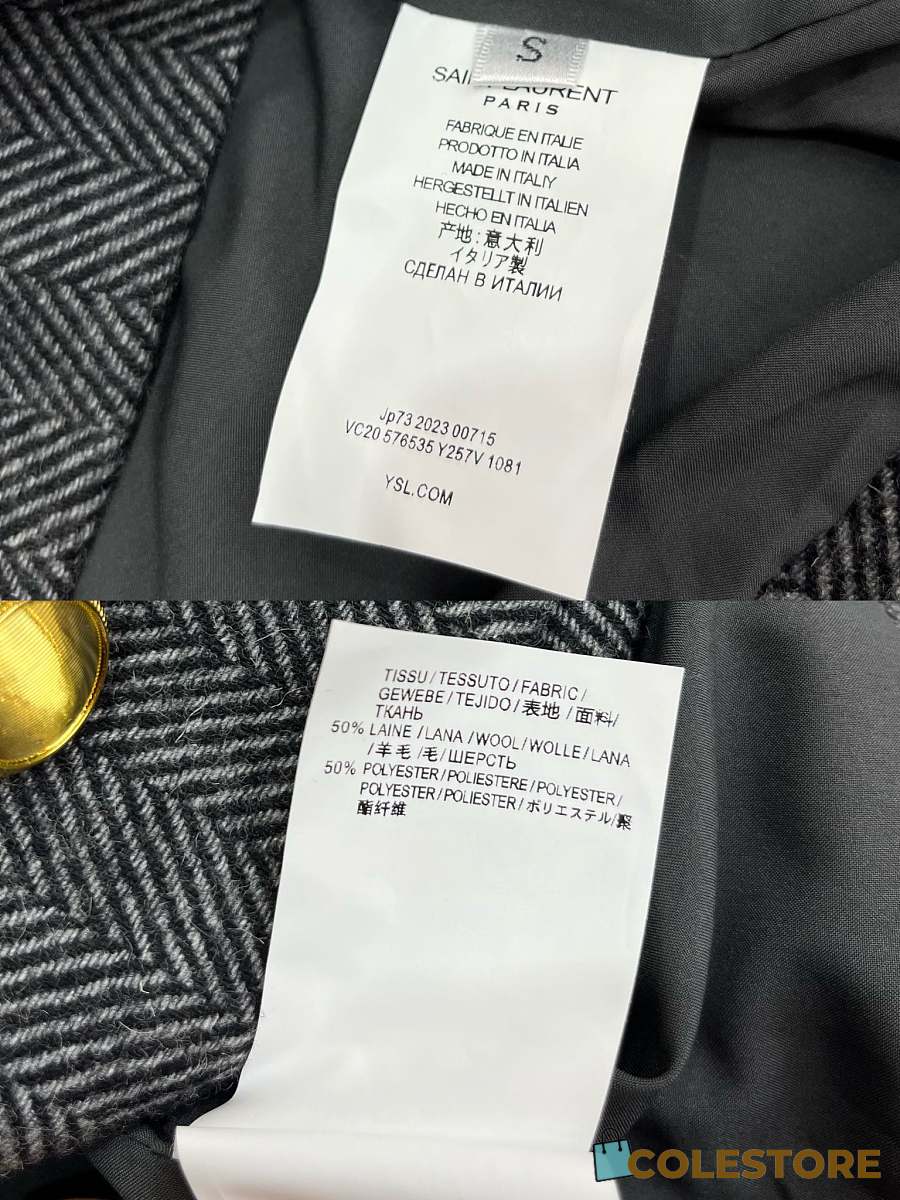 S
SAINT LAURENT
PARIS
FABRIQUE EN ITALIE
PRODOTTO IN ITALIA
MADE IN ITALIY
HERGESTELLT IN ITALIEN
HECHO EN ITALIA
产地:意大利
イタリア製
СДЕЛАН В ИТАЛИИ
Jp73 2023 00715
VC20 576535 Y257V 1081
YSL.COM
TISSU/TESSUTO/FABRIC/
GEWEBE/TEJIDO/表地/面料/
ТКАНЬ
50% LAINE/LANA/WOOL/WOLLE/LANA
/羊毛/毛/ШЕРСТЬ
50% POLYESTER/POLIESTERE/POLYESTER/
POLYESTER/POLIESTER/ポリエステル/聚
酯纤维
COLESTORE